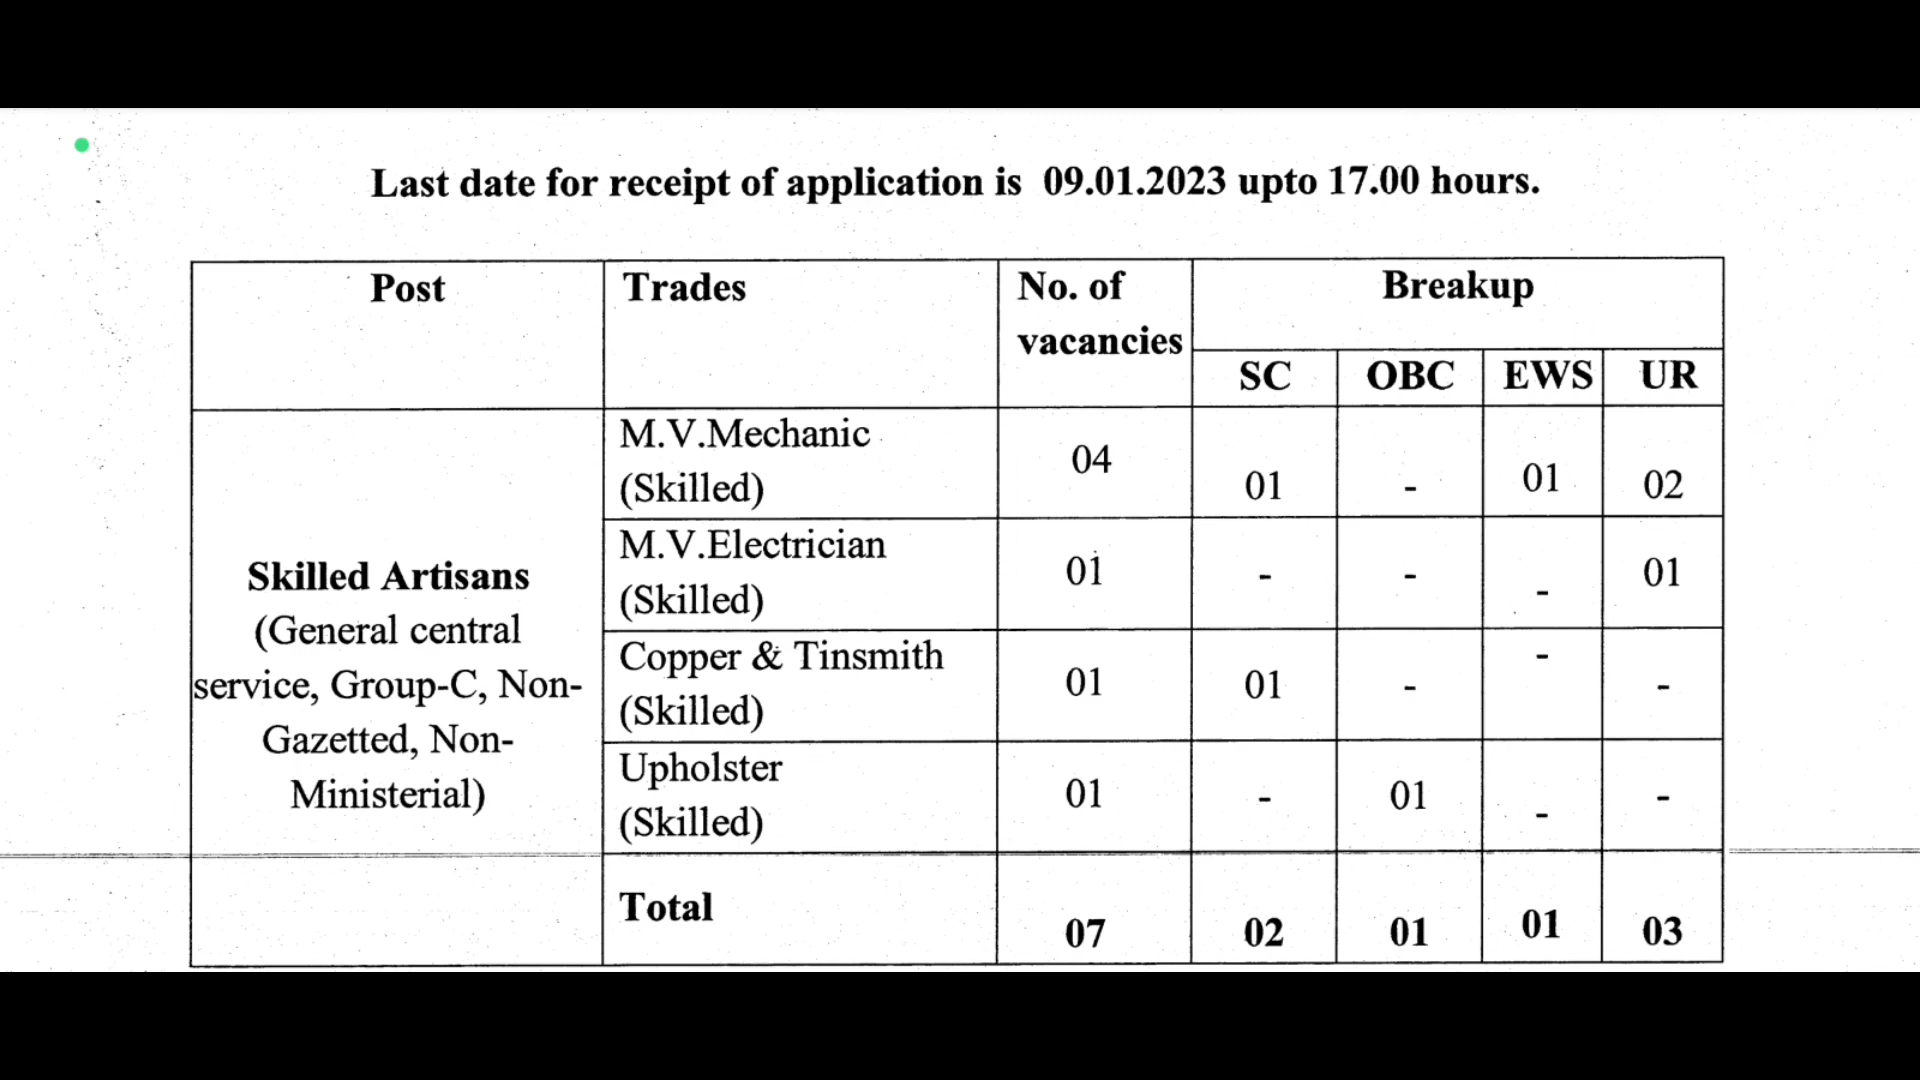 Last date for receipt of application is 09.01.2023 upto 17.00 hours.
Post Trades No. of vacancies Breakup
SC OBC EWS UR
Skilled Artisans
(General central
service, Group-C, Non-
Gazetted, Non-
Ministerial)
M.V.Mechanic
(Skilled)
04 01 - 01 02
M.V.Electrician
(Skilled)
01 - - - 01
Copper & Tinsmith
(Skilled)
01 01 - - -
Upholster
(Skilled)
01 - 01 - -
Total 07 02 01 01 03